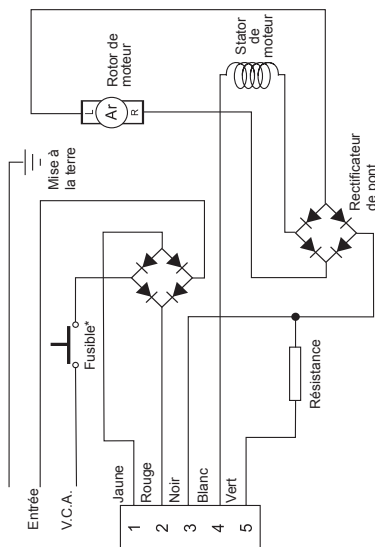 Entrée
V.C.A.
Mise à
la terre
Fusible*
Rotor de
moteur
L
Ar
R
Stator
de
moteur
Jaune
Rouge
Noir
Blanc
Vert
1
2
3
4
5
Résistance
Rectificateur
de pont